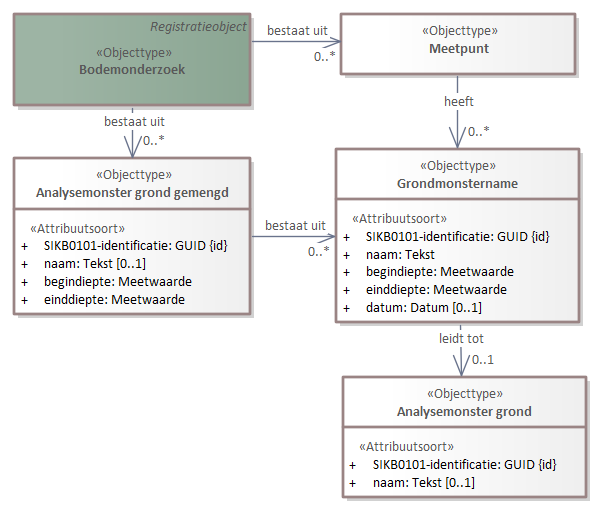 Registratieobject
«Objecttype»
Bodemonderzoek
bestaat uit
0..*
«Objecttype»
Meetpunt
bestaat uit
0..*
heeft
0..*
«Objecttype»
Analysemonster grond gemengd
«Attribuutsoort»
+ SIKB0101-identificatie: GUID {id}
+ naam: Tekst [0..1]
+ begindiepte: Meetwaarde
+ einddiepte: Meetwaarde
bestaat uit
0..*
«Objecttype»
Grondmonstername
«Attribuutsoort»
+ SIKB0101-identificatie: GUID {id}
+ naam: Tekst
+ begindiepte: Meetwaarde
+ einddiepte: Meetwaarde
+ datum: Datum [0..1]
leidt tot
0..1
«Objecttype»
Analysemonster grond
«Attribuutsoort»
+ SIKB0101-identificatie: GUID {id}
+ naam: Tekst [0..1]